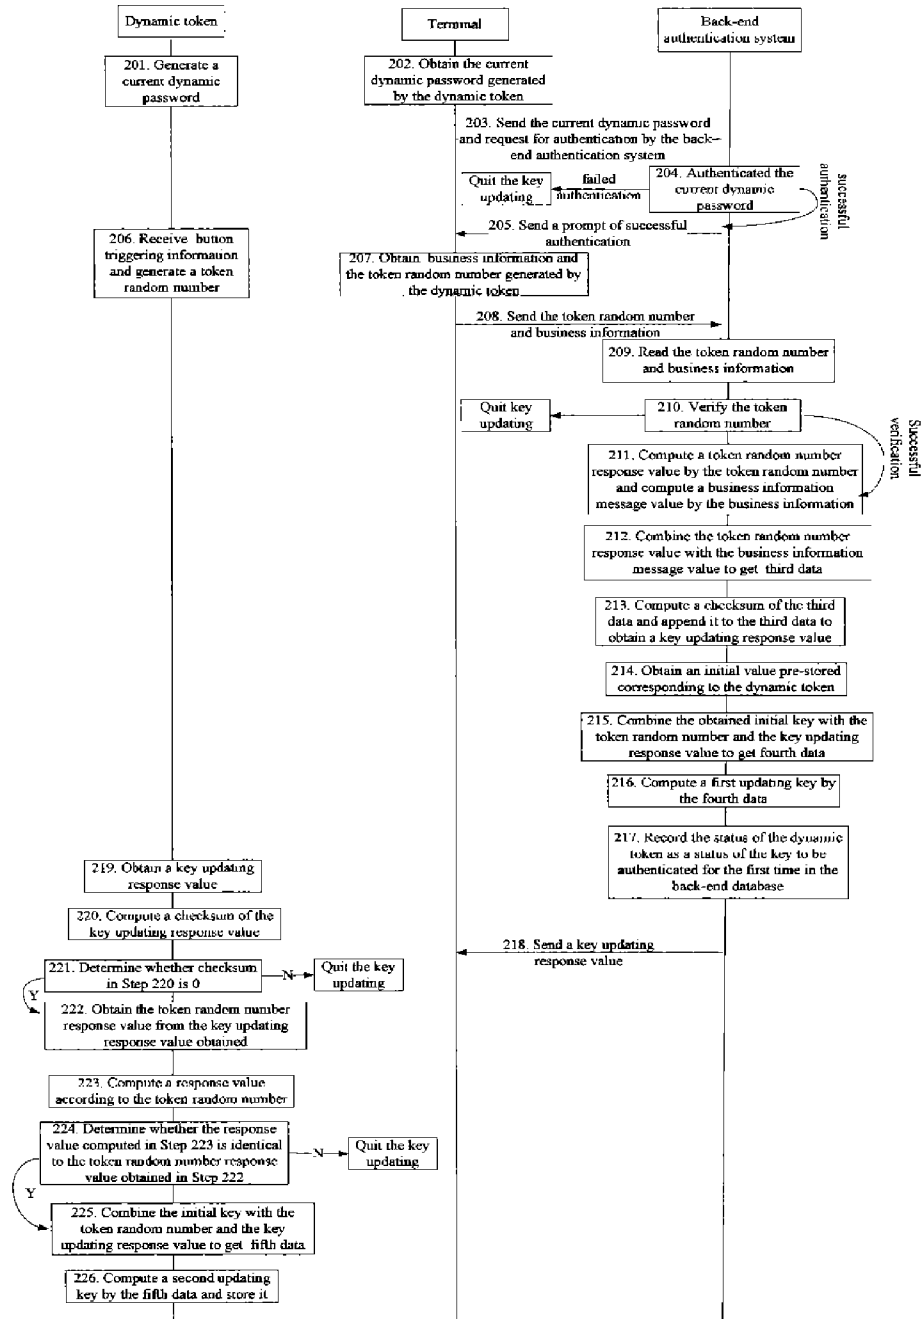 Dynamic token
Terminal
Back-end
authentication system
201. Generate a
current dynamic
password
202. Obtain the current
dynamic password generated
by the dynamic token
203. Send the current dynamic password
and request for authentication by the back-
end authentication system
204. Authenticated the
current dynamic
password
failed
authentication
Quit the key
updating
successful
authentication
205. Send a prompt of successful
authentication
206. Receive button
triggering information
and generate a token
random number
207. Obtain business information and
the token random number generated by
the dynamic token
208. Send the token random number
and business information
209. Read the token random number
and business information
210. Verify the token
random number
Quit key
updating
Successful
verification
211. Compute a token random number
response value by the token random number
and compute a business information
message value by the business information
212. Combine the token random number
response value with the business information
message value to get third data
213. Compute a checksum of the third
data and append it to the third data to
obtain a key updating response value
214. Obtain an initial value pre-stored
corresponding to the dynamic token
215. Combine the obtained initial key with the
token random number and the key updating
response value to get fourth data
216. Compute a first updating key by
the fourth data
217. Record the status of the dynamic
token as a status of the key to be
authenticated for the first time in the
back-end database
218. Send a key updating
response value
219. Obtain a key updating
response value
220. Compute a checksum of the
key updating response value
221. Determine whether checksum
in Step 220 is 0
N
Quit the key
updating
Y
222. Obtain the token random number
response value from the key updating
response value obtained
223. Compute a response value
according to the token random number
224. Determine whether the response
value computed in Step 223 is identical
to the token random number response
value obtained in Step 222
N
Quit the key
updating
Y
225. Combine the initial key with the
token random number and the key
updating response value to get fifth data
226. Compute a second updating
key by the fifth data and store it